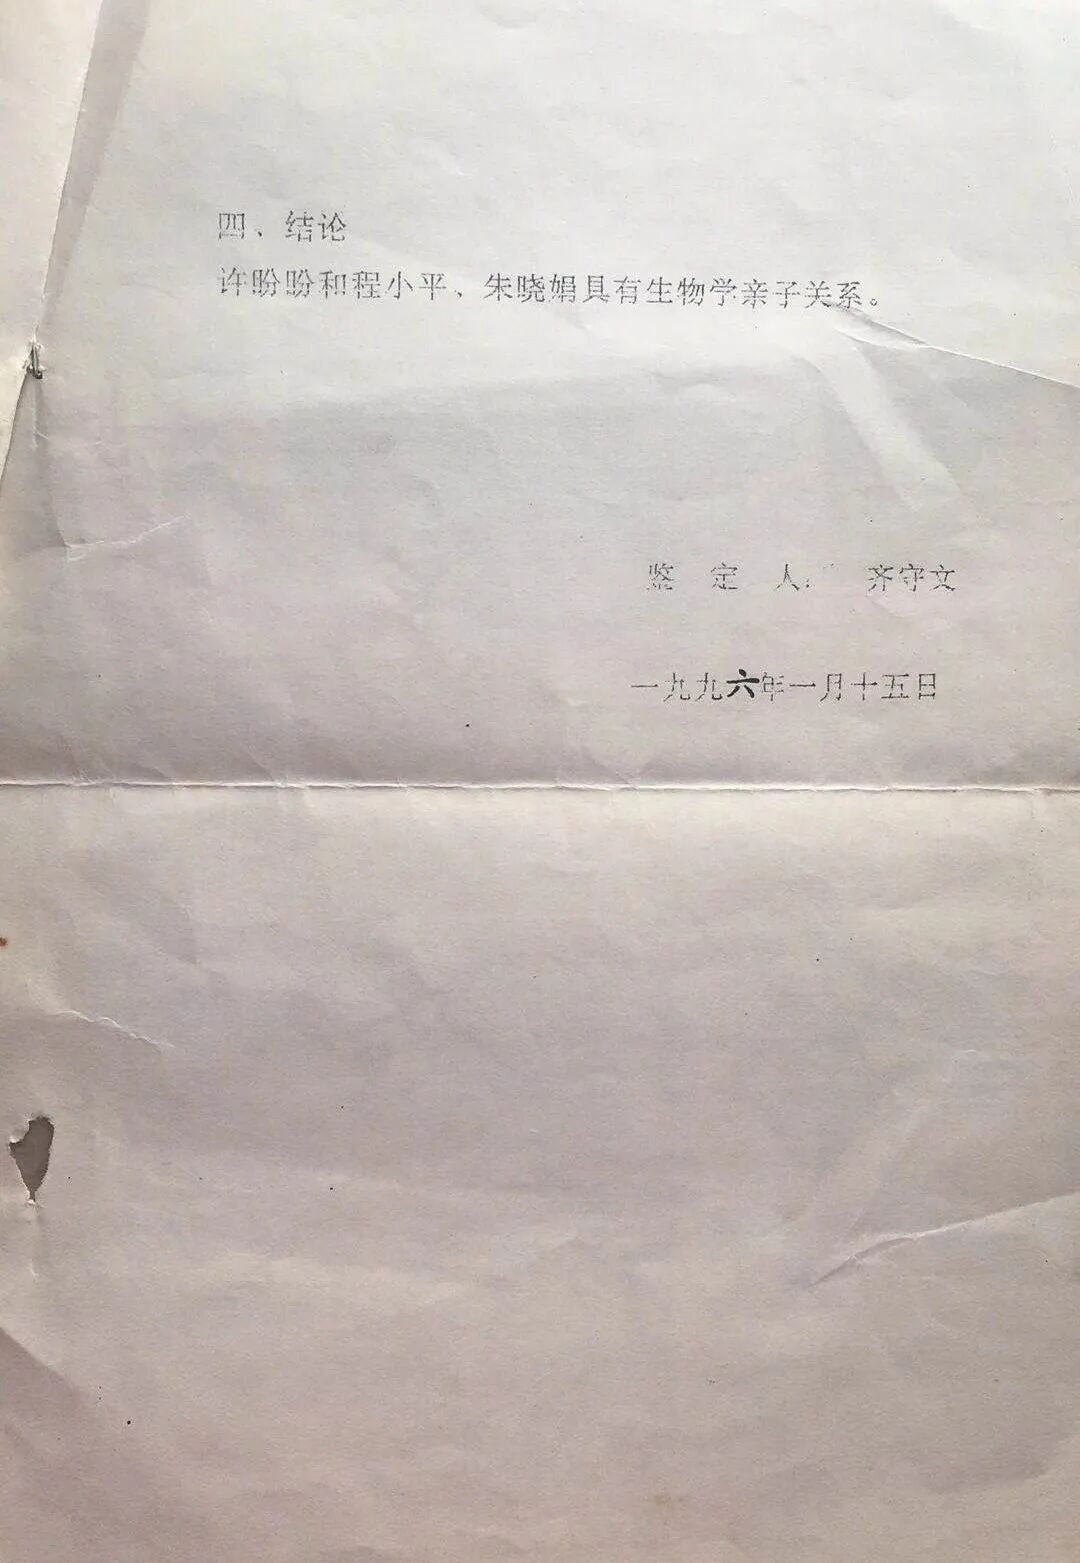 四、结论
许盼盼和程小平、朱晓娟具有生物学亲子关系。
鉴 定 人： 齐守文
一九九六年一月十五日